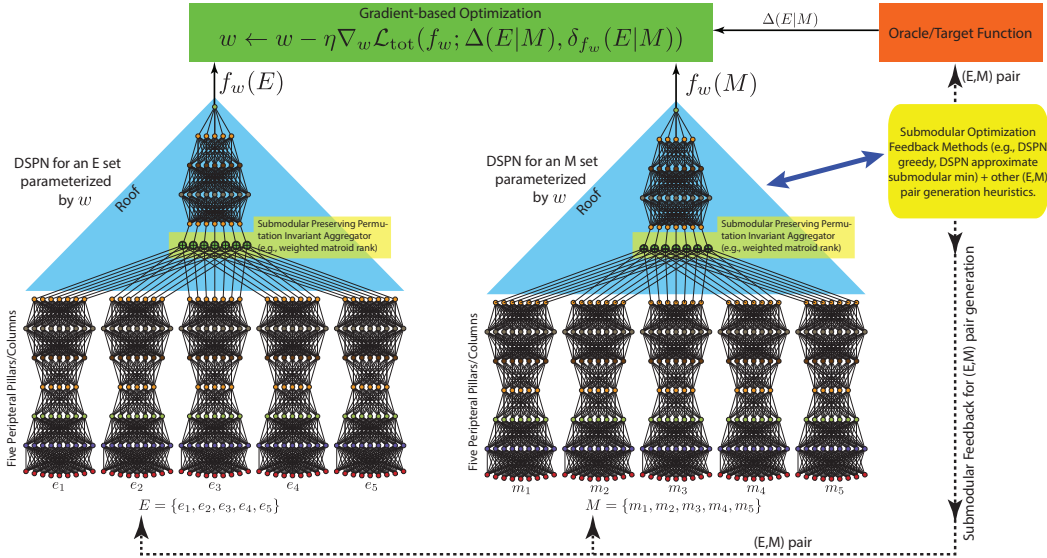 Gradient-based Optimization
w ← w − η∇_w L_tot(f_w; Δ(E|M), δ_{f_w}(E|M))
Δ(E|M)
Oracle/Target Function
f_w(E)
f_w(M)
(E,M) pair
DSPN for an E set
parameterized
by w
Roof
Submodular Preserving Permu-
tation Invariant Aggregator
(e.g., weighted matroid rank)
DSPN for an M set
parameterized
by w
Roof
Submodular Preserving Permu-
tation Invariant Aggregator
(e.g., weighted matroid rank)
Submodular Optimization
Feedback Methods (e.g., DSPN
greedy, DSPN approximate
submodular min) + other (E,M)
pair generation heuristics.
Five Peripteral Pillars/Columns
Five Peripteral Pillars/Columns
Submodular Feedback for (E,M) pair generation
e_1 e_2 e_3 e_4 e_5
E = {e_1, e_2, e_3, e_4, e_5}
m_1 m_2 m_3 m_4 m_5
M = {m_1, m_2, m_3, m_4, m_5}
(E,M) pair